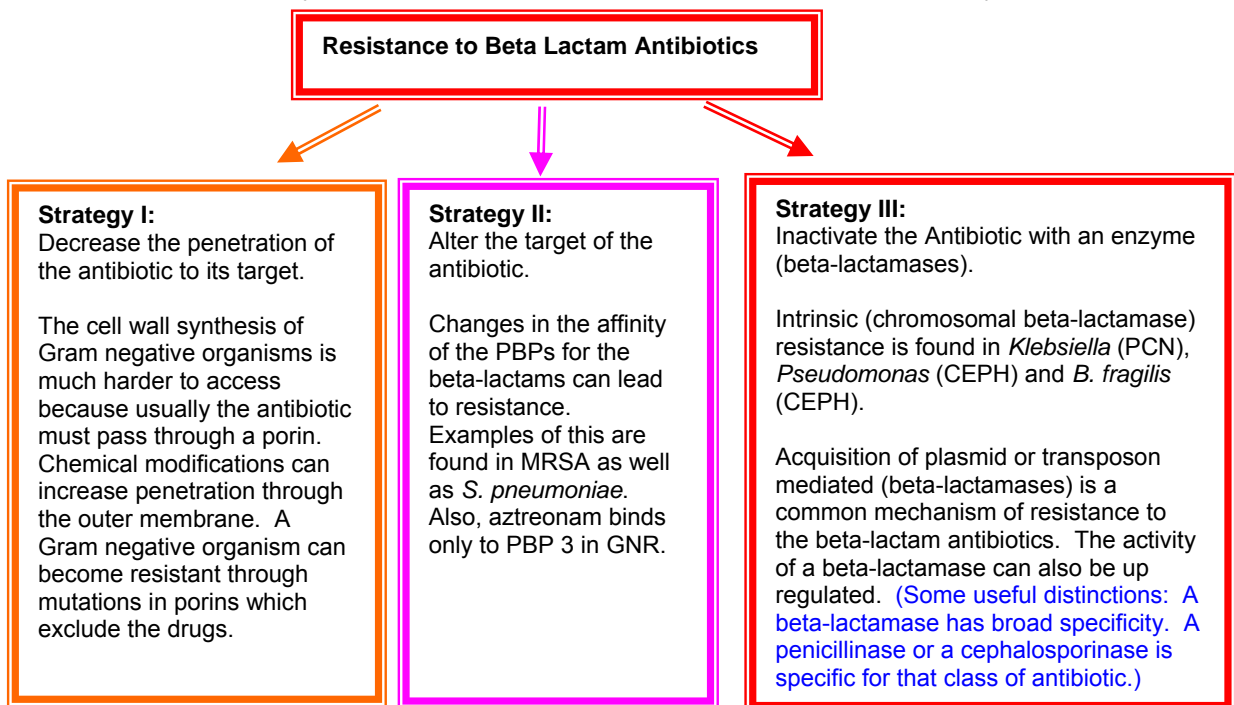 Resistance to Beta Lactam Antibiotics
Strategy I:
Decrease the penetration of
the antibiotic to its target.
The cell wall synthesis of
Gram negative organisms is
much harder to access
because usually the antibiotic
must pass through a porin.
Chemical modifications can
increase penetration through
the outer membrane.  A
Gram negative organism can
become resistant through
mutations in porins which
exclude the drugs.
Strategy II:
Alter the target of the
antibiotic.
Changes in the affinity
of the PBPs for the
beta-lactams can lead
to resistance.
Examples of this are
found in MRSA as well
as S. pneumoniae.
Also, aztreonam binds
only to PBP 3 in GNR.
Strategy III:
Inactivate the Antibiotic with an enzyme
(beta-lactamases).
Intrinsic (chromosomal beta-lactamase)
resistance is found in Klebsiella (PCN),
Pseudomonas (CEPH) and B. fragilis
(CEPH).
Acquisition of plasmid or transposon
mediated (beta-lactamases) is a
common mechanism of resistance to
the beta-lactam antibiotics.  The activity
of a beta-lactamase can also be up
regulated.  (Some useful distinctions:  A
beta-lactamase has broad specificity.  A
penicillinase or a cephalosporinase is
specific for that class of antibiotic.)